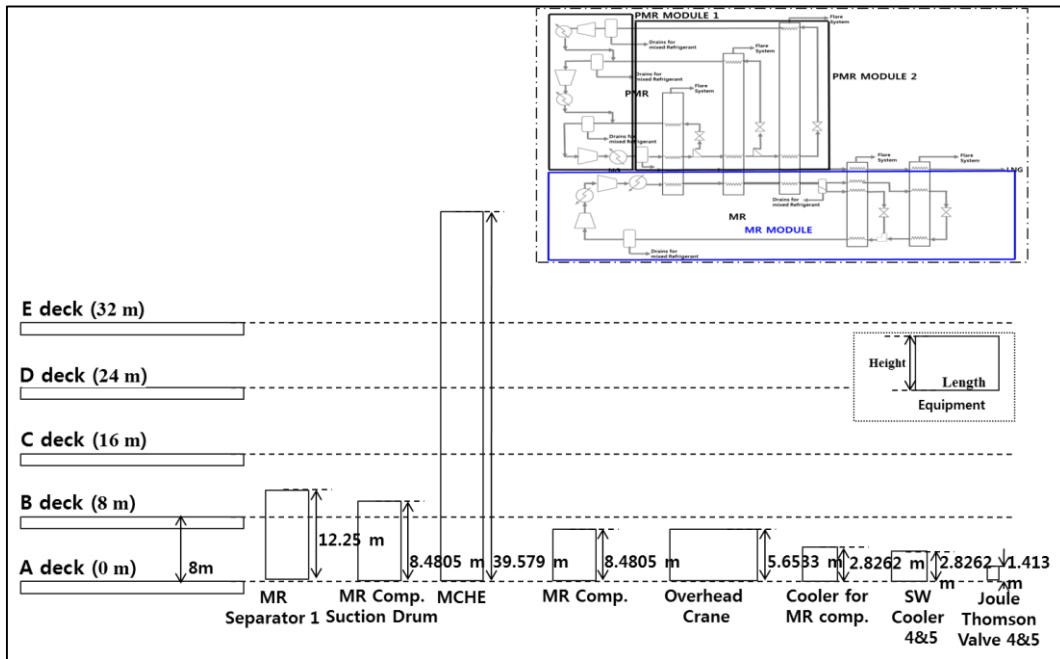 PMR MODULE 1
Flare
System
Drains for
mixed Refrigerant
Flare
System
Drains for
mixed Refrigerant
PMR
PMR MODULE 2
Flare
System
Drains for
mixed Refrigerant
Flare
System
Flare
System
NG
LNG
Drains for
mixed Refrigerant
MR
MR MODULE
Drains for
mixed Refrigerant
E deck (32 m)
D deck (24 m)
C deck (16 m)
B deck (8 m)
A deck (0 m)
8m
Height
Length
Equipment
12.25 m
8.4805 m
39.579 m
8.4805 m
5.6533 m
2.8262 m
2.8262
m
1.413
m
MR
Separator 1
MR Comp.
Suction Drum
MCHE
MR Comp.
Overhead
Crane
Cooler for
MR comp.
SW
Cooler
4&5
Joule
Thomson
Valve 4&5